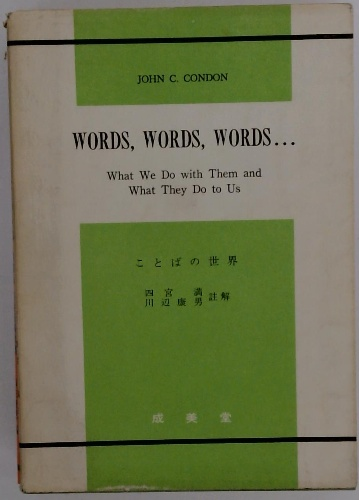 JOHN C. CONDON
WORDS, WORDS, WORDS...
What We Do with Them and
What They Do to Us
ことばの世界
四宮満
川辺康男 註解
成美堂